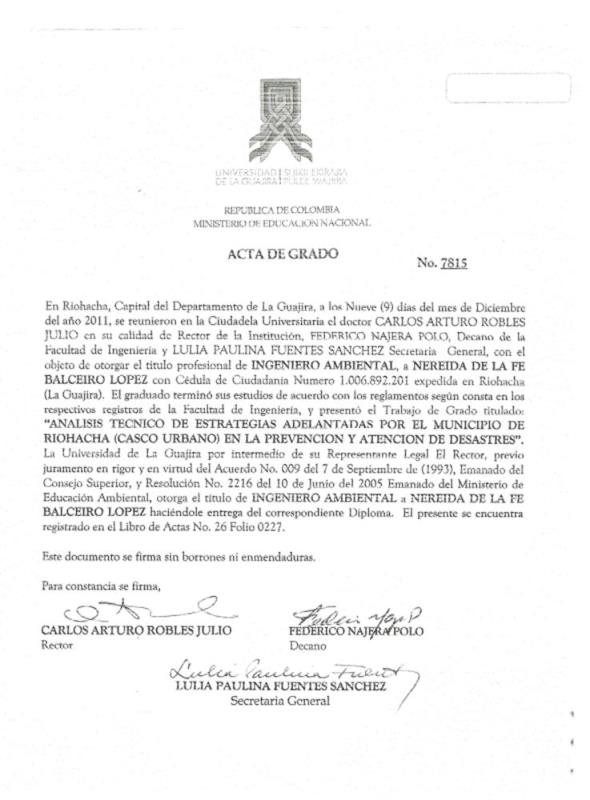 UNIVERSIDAD
DE LA GUAJIRA
REPUBLICA DE COLOMBIA
MINISTERIO DE EDUCACION NACIONAL
ACTA DE GRADO
No. 7815
En Riohacha, Capital del Departamento de La Guajira, a los Nueve (9) días del mes de Diciembre
del año 2011, se reunieron en la Ciudadela Universitaria el doctor CARLOS ARTURO ROBLES
JULIO en su calidad de Rector de la Institución, FEDERICO NAJERA POLO, Decano de la
Facultad de Ingeniería y LULIA PAULINA FUENTES SANCHEZ Secretaria General, con el
objeto de otorgar el título profesional de INGENIERO AMBIENTAL, a NEREIDA DE LA FE
BALCEIRO LOPEZ con Cédula de Ciudadanía Numero 1.006.892.201 expedida en Riohacha
(La Guajira). El graduado terminó sus estudios de acuerdo con los reglamentos según consta en los
respectivos registros de la Facultad de Ingeniería, y presentó el Trabajo de Grado titulado:
"ANALISIS TECNICO DE ESTRATEGIAS ADELANTADAS POR EL MUNICIPIO DE
RIOHACHA (CASCO URBANO) EN LA PREVENCION Y ATENCION DE DESASTRES".
La Universidad de La Guajira por intermedio de su Representante Legal El Rector, previo
juramento en rigor y en virtud del Acuerdo No. 009 del 7 de Septiembre de (1993), Emanado del
Consejo Superior, y Resolución No. 2216 del 10 de Junio del 2005 Emanado del Ministerio de
Educación Ambiental, otorga el título de INGENIERO AMBIENTAL a NEREIDA DE LA FE
BALCEIRO LOPEZ haciéndole entrega del correspondiente Diploma. El presente se encuentra
registrado en el Libro de Actas No. 26 Folio 0227.
Este documento se firma sin borrones ni enmendaduras.
Para constancia se firma,
CARLOS ARTURO ROBLES JULIO
Rector
FEDERICO NAJERA POLO
Decano
Lulia Paulina Fuent
LULIA PAULINA FUENTES SANCHEZ
Secretaria General